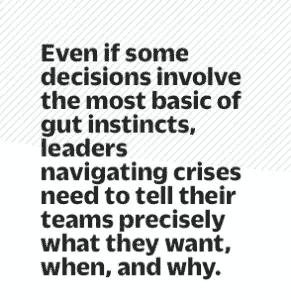 Even if some
decisions involve
the most basic of
gut instincts,
leaders
navigating crises
need to tell their
teams precisely
what they want,
when, and why.